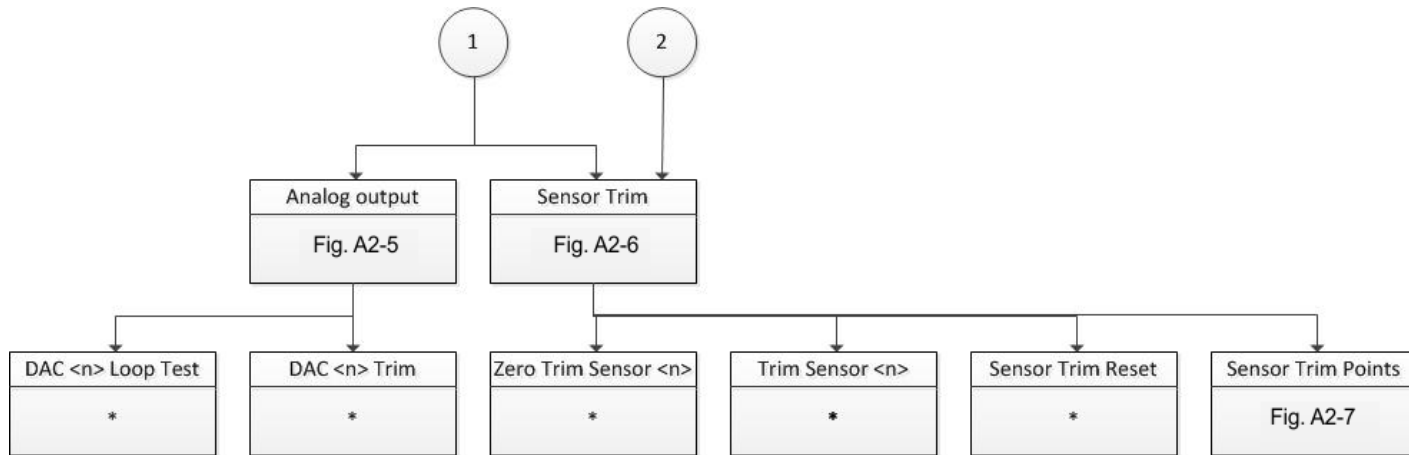 1
2
Analog output
Fig. A2-5
Sensor Trim
Fig. A2-6
DAC <n> Loop Test
*
DAC <n> Trim
*
Zero Trim Sensor <n>
*
Trim Sensor <n>
*
Sensor Trim Reset
*
Sensor Trim Points
Fig. A2-7